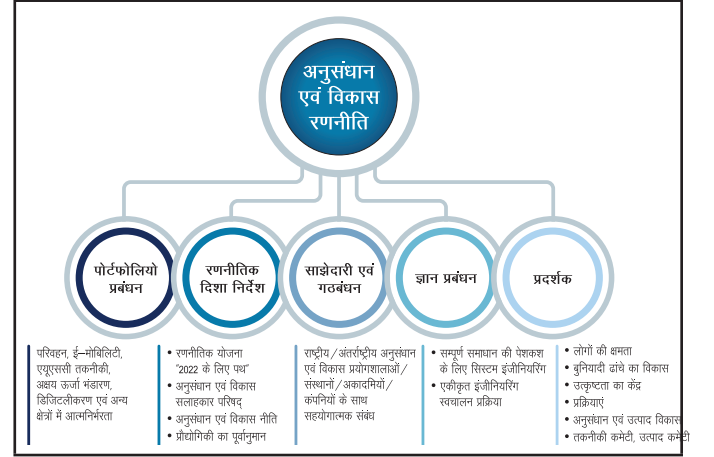 अनुसंधान
एवं विकास
रणनीति
पोर्टफोलियो
प्रबंधन
रणनीतिक
दिशा निर्देश
साझेदारी एवं
गठबंधन
ज्ञान प्रबंधन
प्रदर्शक
परिवहन, ई–मोबिलिटी,
एयूएससी तकनीकी,
अक्षय ऊर्जा भंडारण,
डिजिटलीकरण एवं अन्य
क्षेत्रों में आत्मनिर्भरता
• रणनीतिक योजना
"2022 के लिए पथ"
• अनुसंधान एवं विकास
सलाहकार परिषद्
• अनुसंधान एवं विकास नीति
• प्रौद्योगिकी का पूर्वानुमान
राष्ट्रीय/अंतर्राष्ट्रीय अनुसंधान
एवं विकास प्रयोगशालाओं/
संस्थानों/अकादमियों/
कंपनियों के साथ
सहयोगात्मक संबंध
• सम्पूर्ण समाधान की पेशकश
के लिए सिस्टम इंजीनियरिंग
• एकीकृत इंजीनियरिंग
स्वचालन प्रक्रिया
• लोगों की क्षमता
• बुनियादी ढांचे का विकास
• उत्कृष्टता का केंद्र
• प्रक्रियाएं
• अनुसंधान एवं उत्पाद विकास
• तकनीकी कमेटी, उत्पाद कमेटी